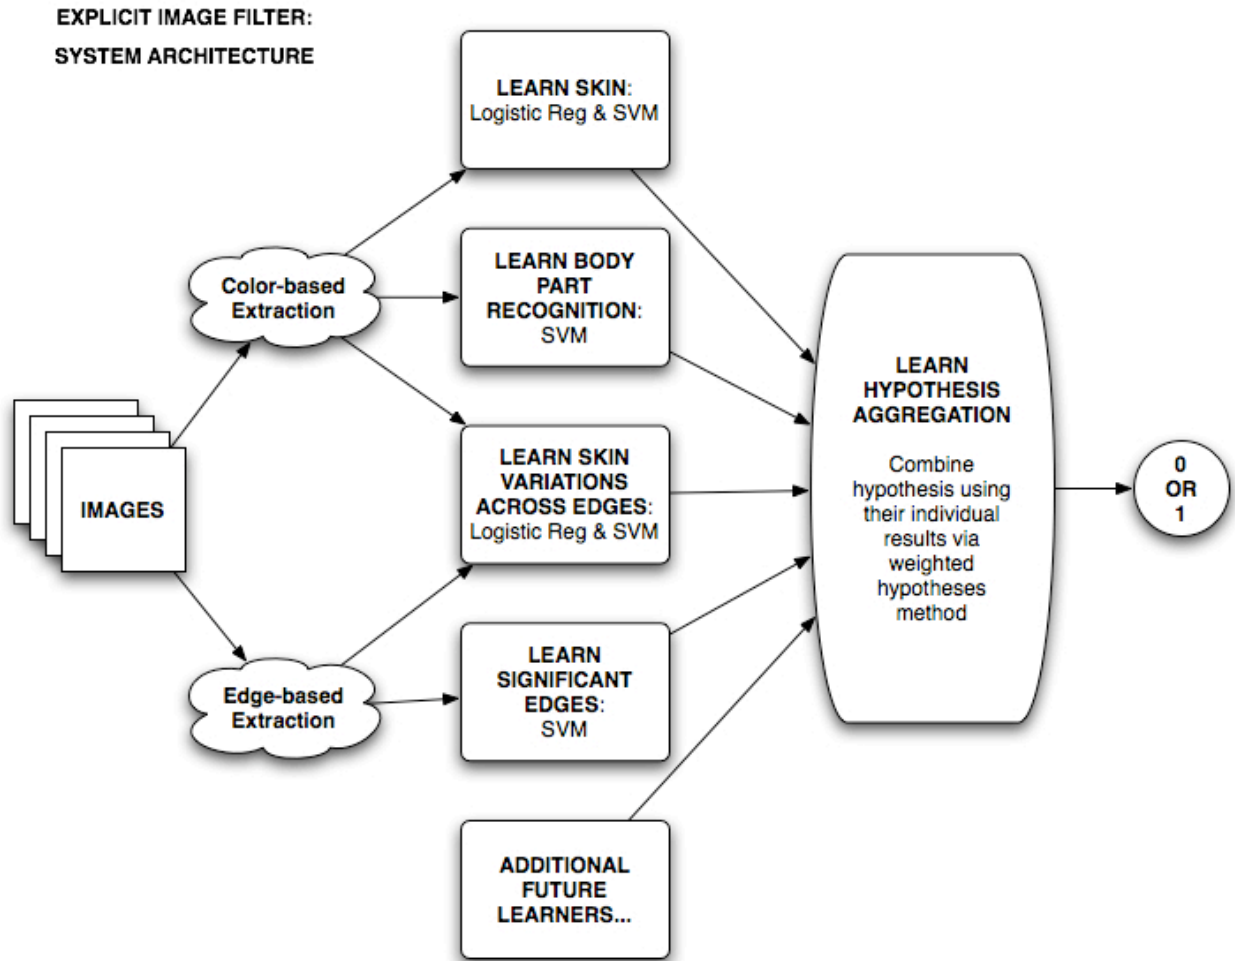 EXPLICIT IMAGE FILTER:
SYSTEM ARCHITECTURE
LEARN SKIN:
Logistic Reg & SVM
Color-based
Extraction
LEARN BODY
PART
RECOGNITION:
SVM
IMAGES
LEARN SKIN
VARIATIONS
ACROSS EDGES:
Logistic Reg & SVM
Edge-based
Extraction
LEARN
SIGNIFICANT
EDGES:
SVM
ADDITIONAL
FUTURE
LEARNERS...
LEARN
HYPOTHESIS
AGGREGATION
Combine
hypothesis using
their individual
results via
weighted
hypotheses
method
0
OR
1